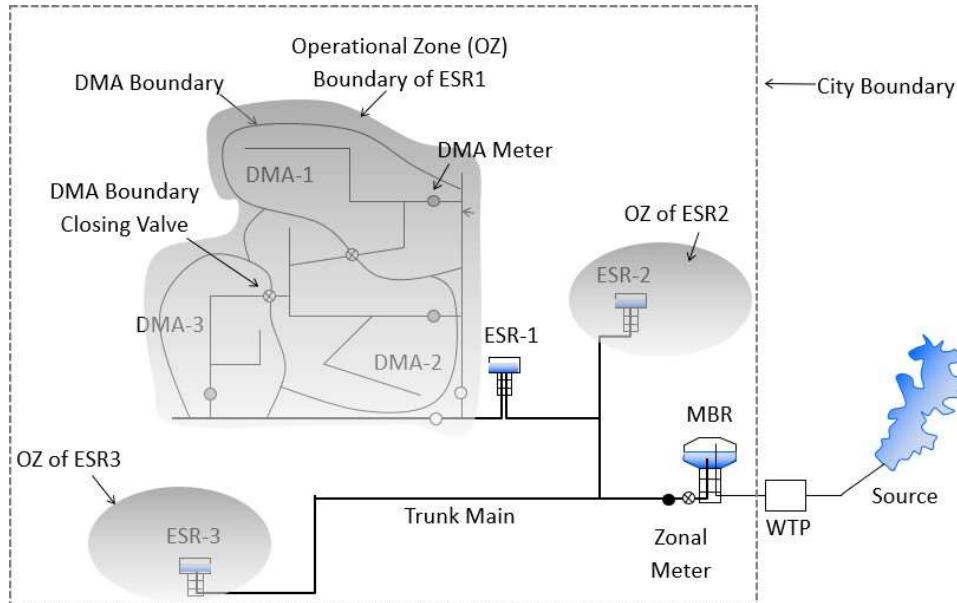 Operational Zone (OZ)
Boundary of ESR1
DMA Boundary
City Boundary
DMA Meter
DMA-1
DMA Boundary
Closing Valve
OZ of ESR2
ESR-2
DMA-3
ESR-1
DMA-2
MBR
OZ of ESR3
Source
Trunk Main
WTP
Zonal
Meter
ESR-3